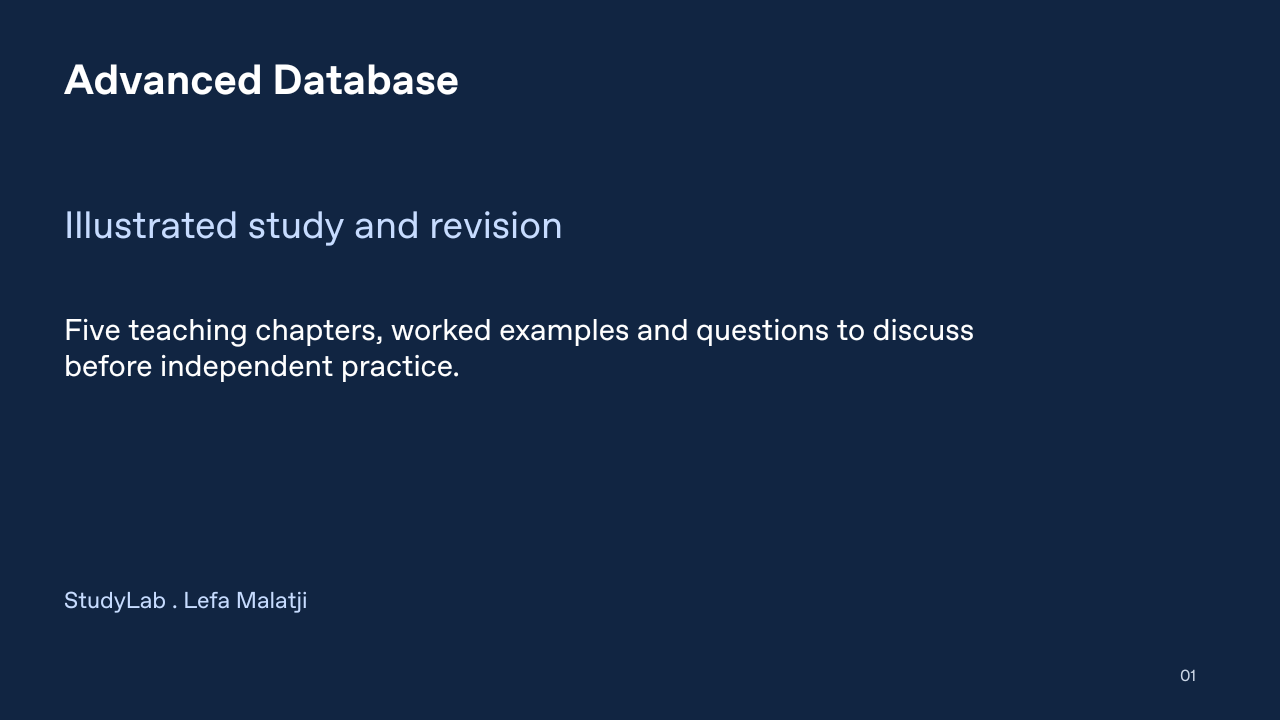 Advanced Database
Illustrated study and revision
Five teaching chapters, worked examples and questions to discuss
before independent practice.
StudyLab . Lefa Malatji
01